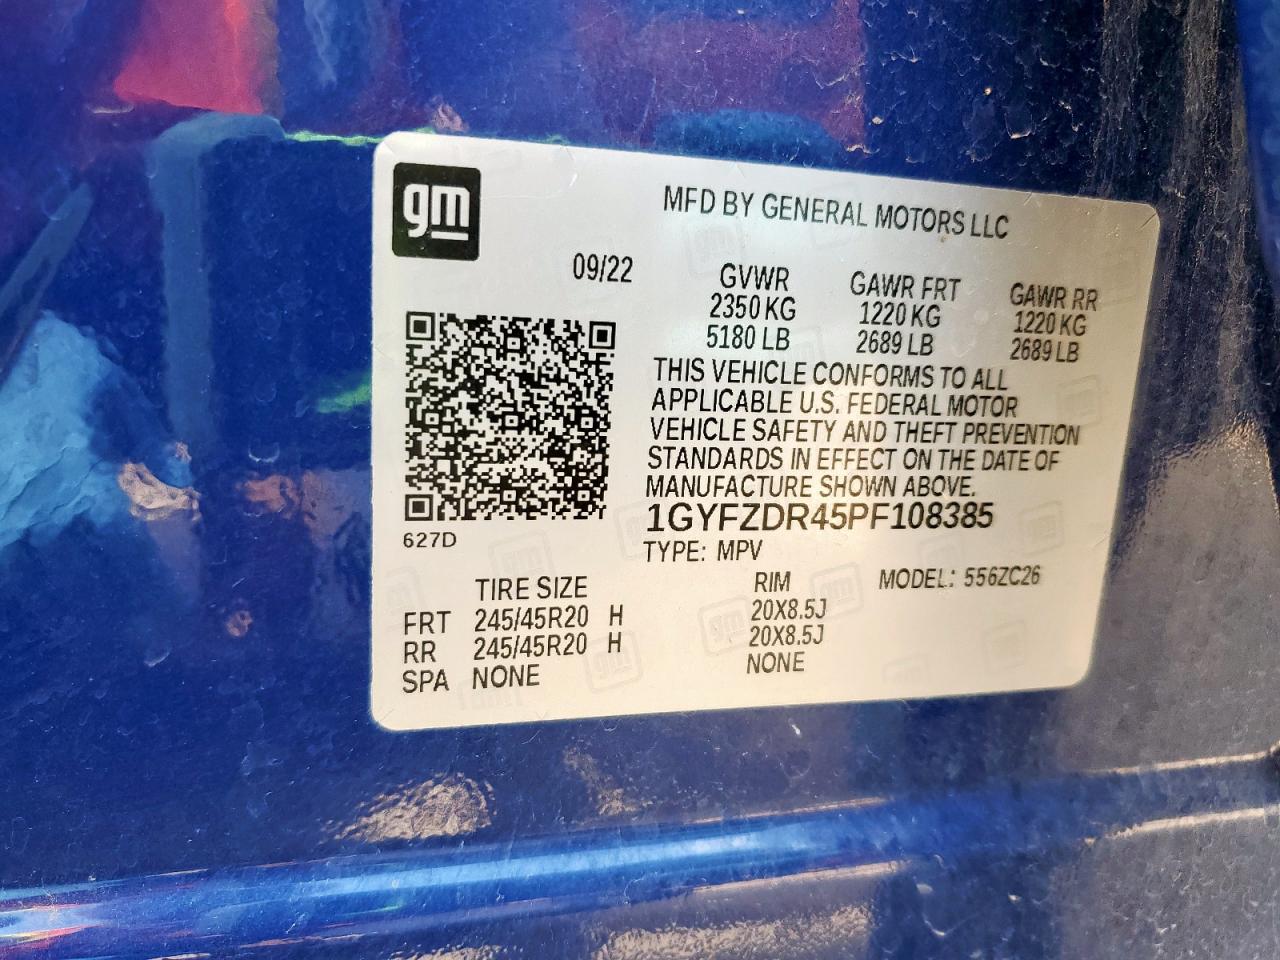 gm
MFD BY GENERAL MOTORS LLC
09/22
GVWR GAWR FRT GAWR RR
2350 KG 1220 KG 1220 KG
5180 LB 2689 LB 2689 LB
THIS VEHICLE CONFORMS TO ALL
APPLICABLE U.S. FEDERAL MOTOR
VEHICLE SAFETY AND THEFT PREVENTION
STANDARDS IN EFFECT ON THE DATE OF
MANUFACTURE SHOWN ABOVE.
1GYFZDR45PF108385
627D
TYPE: MPV
MODEL: 556ZC26
TIRE SIZE RIM
FRT 245/45R20 H 20X8.5J
RR 245/45R20 H 20X8.5J
SPA NONE NONE